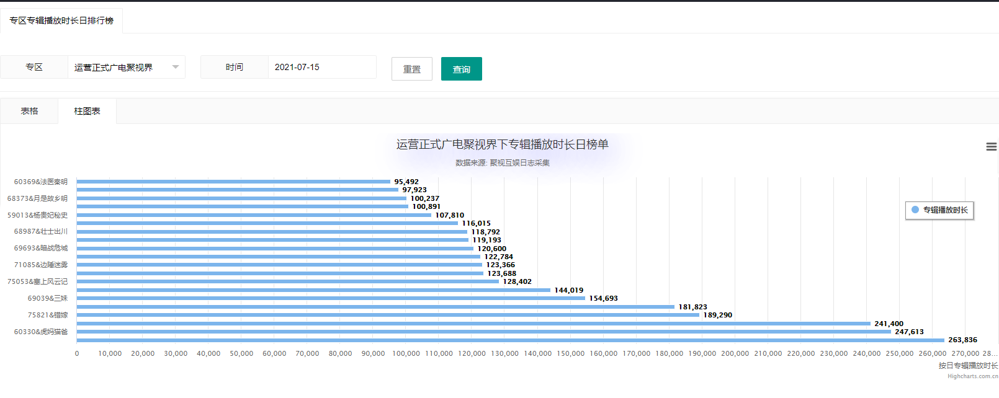 专区专辑播放时长日排行榜
专区 运营正式广电聚视界 时间 2021-07-15 重置 查询
表格 柱图表
运营正式广电聚视界下专辑播放时长日榜单
数据来源: 聚视互娱日志采集
60369&法医秦明 95,492
97,923
68373&月是故乡明 100,237
100,891
专辑播放时长
59013&杨贵妃秘史 107,810
116,015
68987&壮士出川 118,792
119,193
69693&暗战危城 120,600
122,784
71085&边陲迷雾 123,366
123,688
75053&塞上风云记 128,402
144,019
69039&三妹 154,693
181,823
75821&错嫁 189,290
241,400
60330&虎妈猫爸 247,613
263,836
0 10,000 20,000 30,000 40,000 50,000 60,000 70,000 80,000 90,000 100,000 110,000 120,000 130,000 140,000 150,000 160,000 170,000 180,000 190,000 200,000 210,000 220,000 230,000 240,000 250,000 260,000 270,000 28...
按日专辑播放时长
Highcharts.com.cn